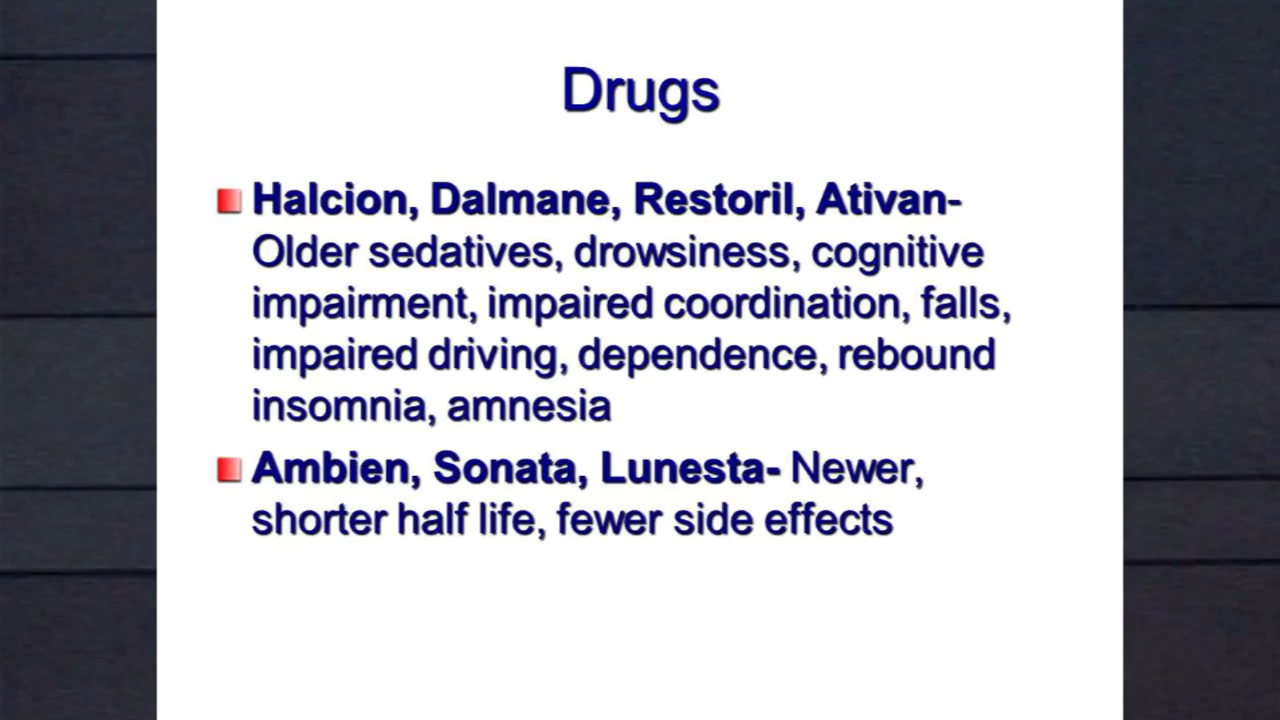 Drugs
Halcion, Dalmane, Restoril, Ativan-
Older sedatives, drowsiness, cognitive
impairment, impaired coordination, falls,
impaired driving, dependence, rebound
insomnia, amnesia
Ambien, Sonata, Lunesta- Newer,
shorter half life, fewer side effects